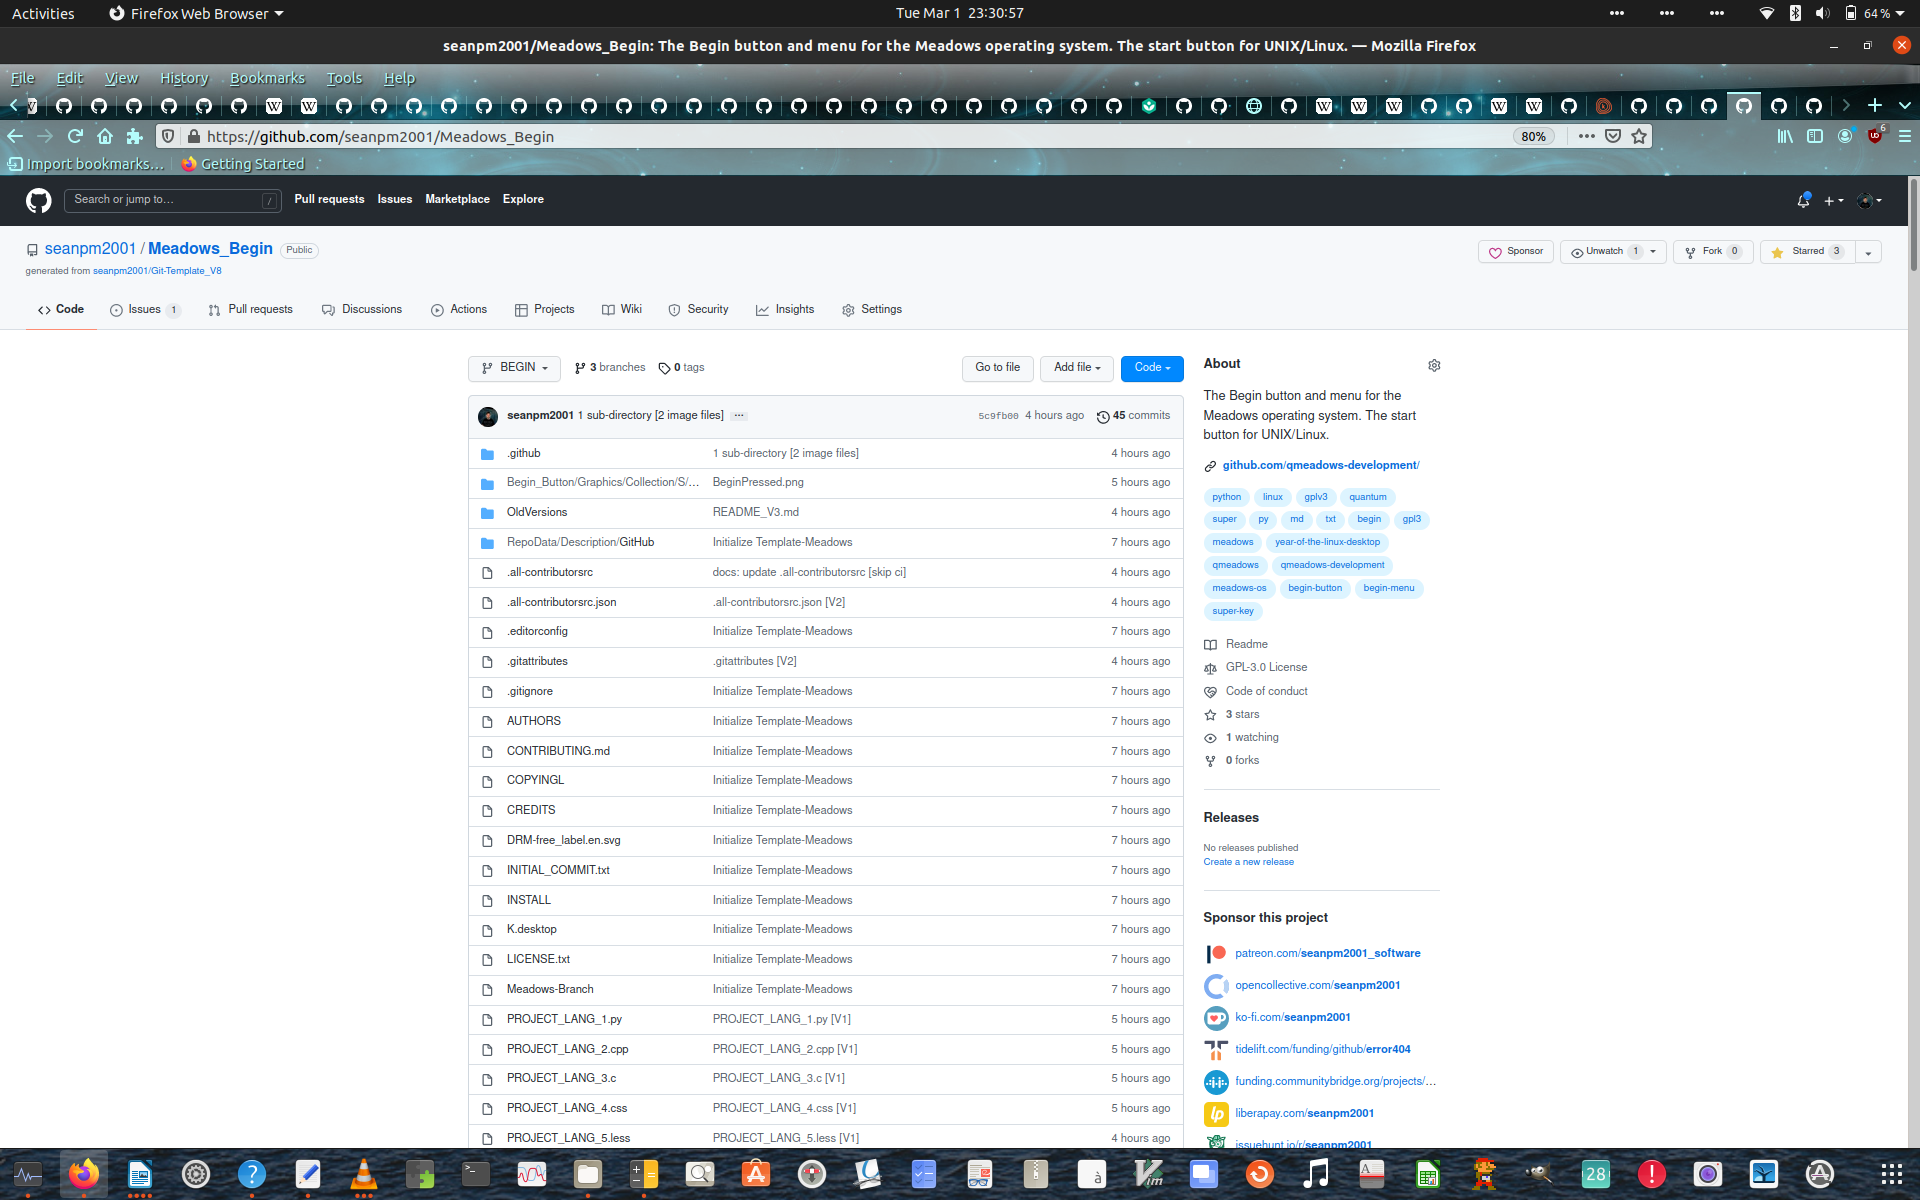 Activities Firefox Web Browser Tue Mar 1 23:30:57 64 %
seanpm2001/Meadows_Begin: The Begin button and menu for the Meadows operating system. The start button for UNIX/Linux. — Mozilla Firefox
File Edit View History Bookmarks Tools Help
https://github.com/seanpm2001/Meadows_Begin 80% 6
Import bookmarks... Getting Started
Search or jump to... / Pull requests Issues Marketplace Explore
seanpm2001 / Meadows_Begin Public Sponsor Unwatch 1 Fork 0 Starred 3
generated from seanpm2001/Git-Template_V8
Code Issues 1 Pull requests Discussions Actions Projects Wiki Security Insights Settings
BEGIN 3 branches 0 tags Go to file Add file Code
seanpm2001 1 sub-directory [2 image files] ... 5c9fb00 4 hours ago 45 commits
.github 1 sub-directory [2 image files] 4 hours ago
Begin_Button/Graphics/Collection/S/... BeginPressed.png 5 hours ago
OldVersions README_V3.md 4 hours ago
RepoData/Description/GitHub Initialize Template-Meadows 7 hours ago
.all-contributorsrc docs: update .all-contributorsrc [skip ci] 4 hours ago
.all-contributorsrc.json .all-contributorsrc.json [V2] 4 hours ago
.editorconfig Initialize Template-Meadows 7 hours ago
.gitattributes .gitattributes [V2] 4 hours ago
.gitignore Initialize Template-Meadows 7 hours ago
AUTHORS Initialize Template-Meadows 7 hours ago
CONTRIBUTING.md Initialize Template-Meadows 7 hours ago
COPYINGL Initialize Template-Meadows 7 hours ago
CREDITS Initialize Template-Meadows 7 hours ago
DRM-free_label.en.svg Initialize Template-Meadows 7 hours ago
INITIAL_COMMIT.txt Initialize Template-Meadows 7 hours ago
INSTALL Initialize Template-Meadows 7 hours ago
K.desktop Initialize Template-Meadows 7 hours ago
LICENSE.txt Initialize Template-Meadows 7 hours ago
Meadows-Branch Initialize Template-Meadows 7 hours ago
PROJECT_LANG_1.py PROJECT_LANG_1.py [V1] 5 hours ago
PROJECT_LANG_2.cpp PROJECT_LANG_2.cpp [V1] 5 hours ago
PROJECT_LANG_3.c PROJECT_LANG_3.c [V1] 5 hours ago
PROJECT_LANG_4.css PROJECT_LANG_4.css [V1] 5 hours ago
PROJECT_LANG_5.less PROJECT_LANG_5.less [V1] 4 hours ago
About
The Begin button and menu for the
Meadows operating system. The start
button for UNIX/Linux.
github.com/qmeadows-development/
python linux gplv3 quantum
super py md txt begin gpl3
meadows year-of-the-linux-desktop
qmeadows qmeadows-development
meadows-os begin-button begin-menu
super-key
Readme
GPL-3.0 License
Code of conduct
3 stars
1 watching
0 forks
Releases
No releases published
Create a new release
Sponsor this project
patreon.com/seanpm2001_software
opencollective.com/seanpm2001
ko-fi.com/seanpm2001
tidelift.com/funding/github/error404
funding.communitybridge.org/projects/...
liberapay.com/seanpm2001
issuehunt.io/r/seanpm2001
28